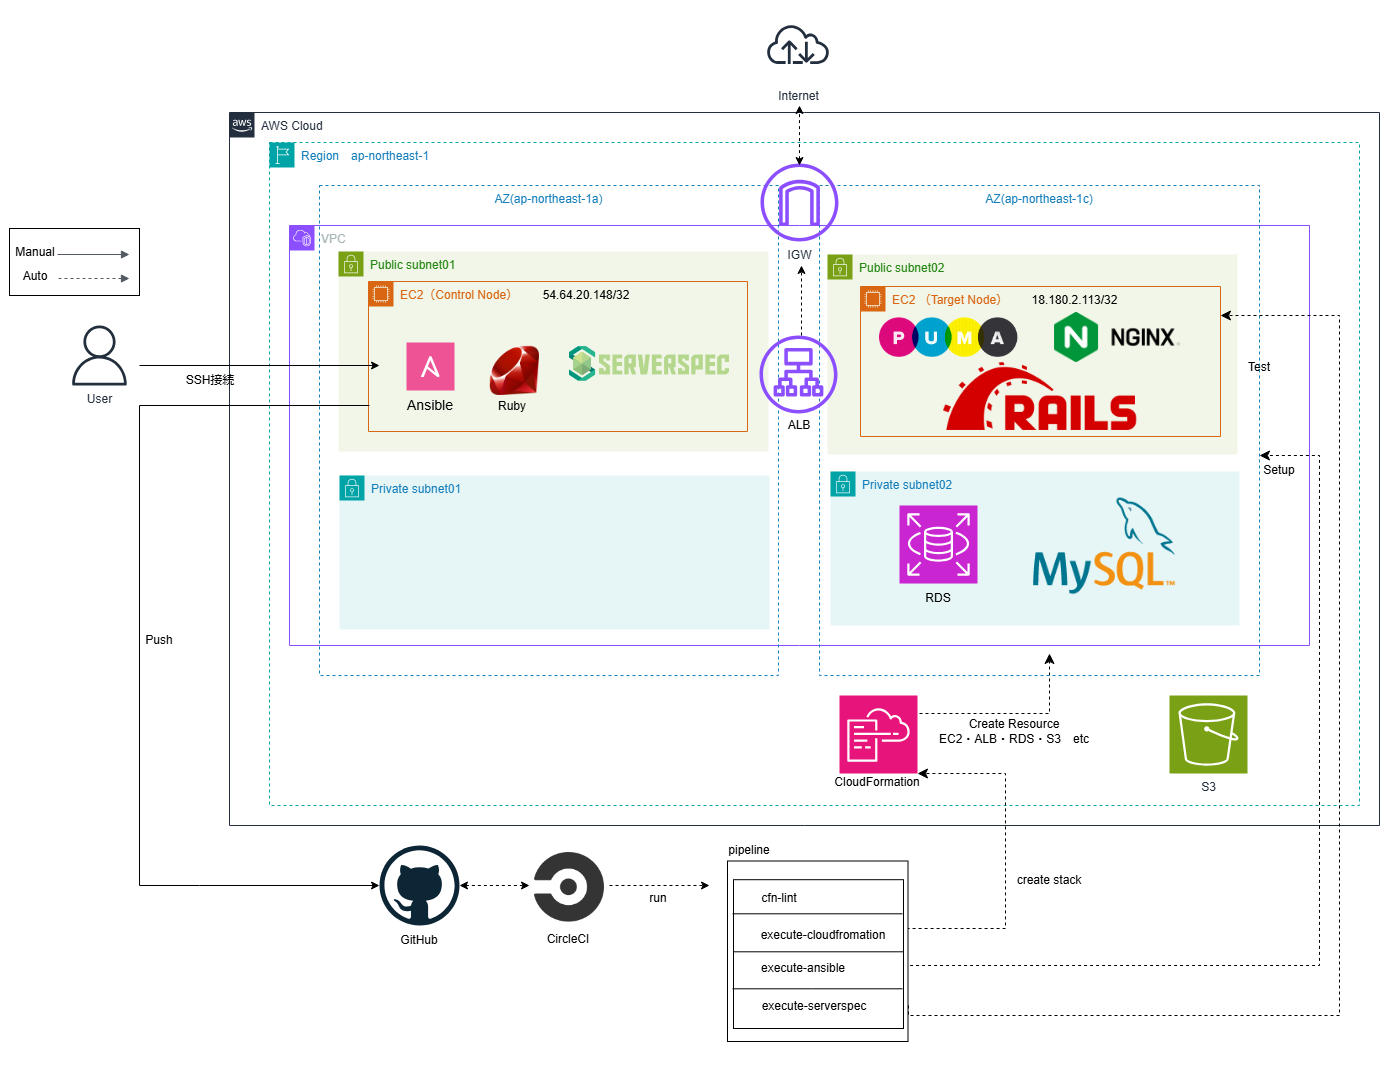 Internet
aws
AWS Cloud
Region ap-northeast-1
AZ(ap-northeast-1a)
AZ(ap-northeast-1c)
Manual
Auto
VPC
IGW
Public subnet01
EC2（Control Node） 54.64.20.148/32
A
Ansible
Ruby
SERVERSPEC
Public subnet02
EC2 （Target Node） 18.180.2.113/32
PUMA
N
NGINX
RAILS
ALB
User
SSH接続
Test
Setup
Private subnet01
Private subnet02
RDS
MySQL™
Push
CloudFormation
Create Resource
EC2・ALB・RDS・S3 etc
S3
create stack
GitHub
CircleCI
run
pipeline
cfn-lint
execute-cloudfromation
execute-ansible
execute-serverspec